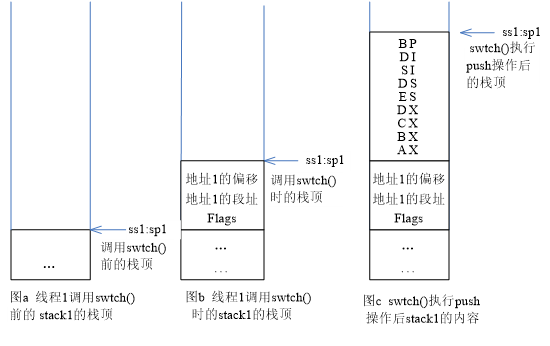 ss1:sp1
swtch()执行
push操作后
的栈顶
BP
DI
SI
DS
ES
DX
CX
BX
AX
ss1:sp1
调用swtch()
时的栈顶
地址1的偏移
地址1的段址
Flags
地址1的偏移
地址1的段址
Flags
ss1:sp1
调用swtch()
前的栈顶
...
...
...
...
...
图a 线程1调用swtch()
前的 stack1的栈顶
图b 线程1调用swtch()
时的stack1的栈顶
图c swtch()执行push
操作后stack1的内容